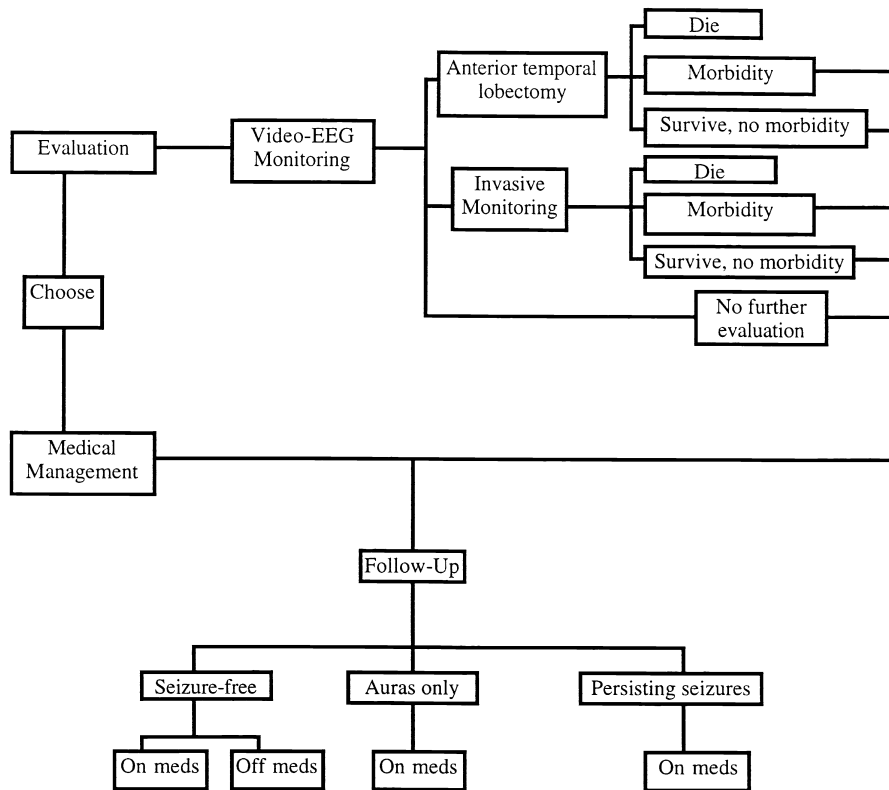 Die
Anterior temporal
lobectomy
Morbidity
Survive, no morbidity
Evaluation
Video-EEG
Monitoring
Die
Invasive
Monitoring
Morbidity
Survive, no morbidity
Choose
No further
evaluation
Medical
Management
Follow-Up
Seizure-free
Auras only
Persisting seizures
On meds
Off meds
On meds
On meds